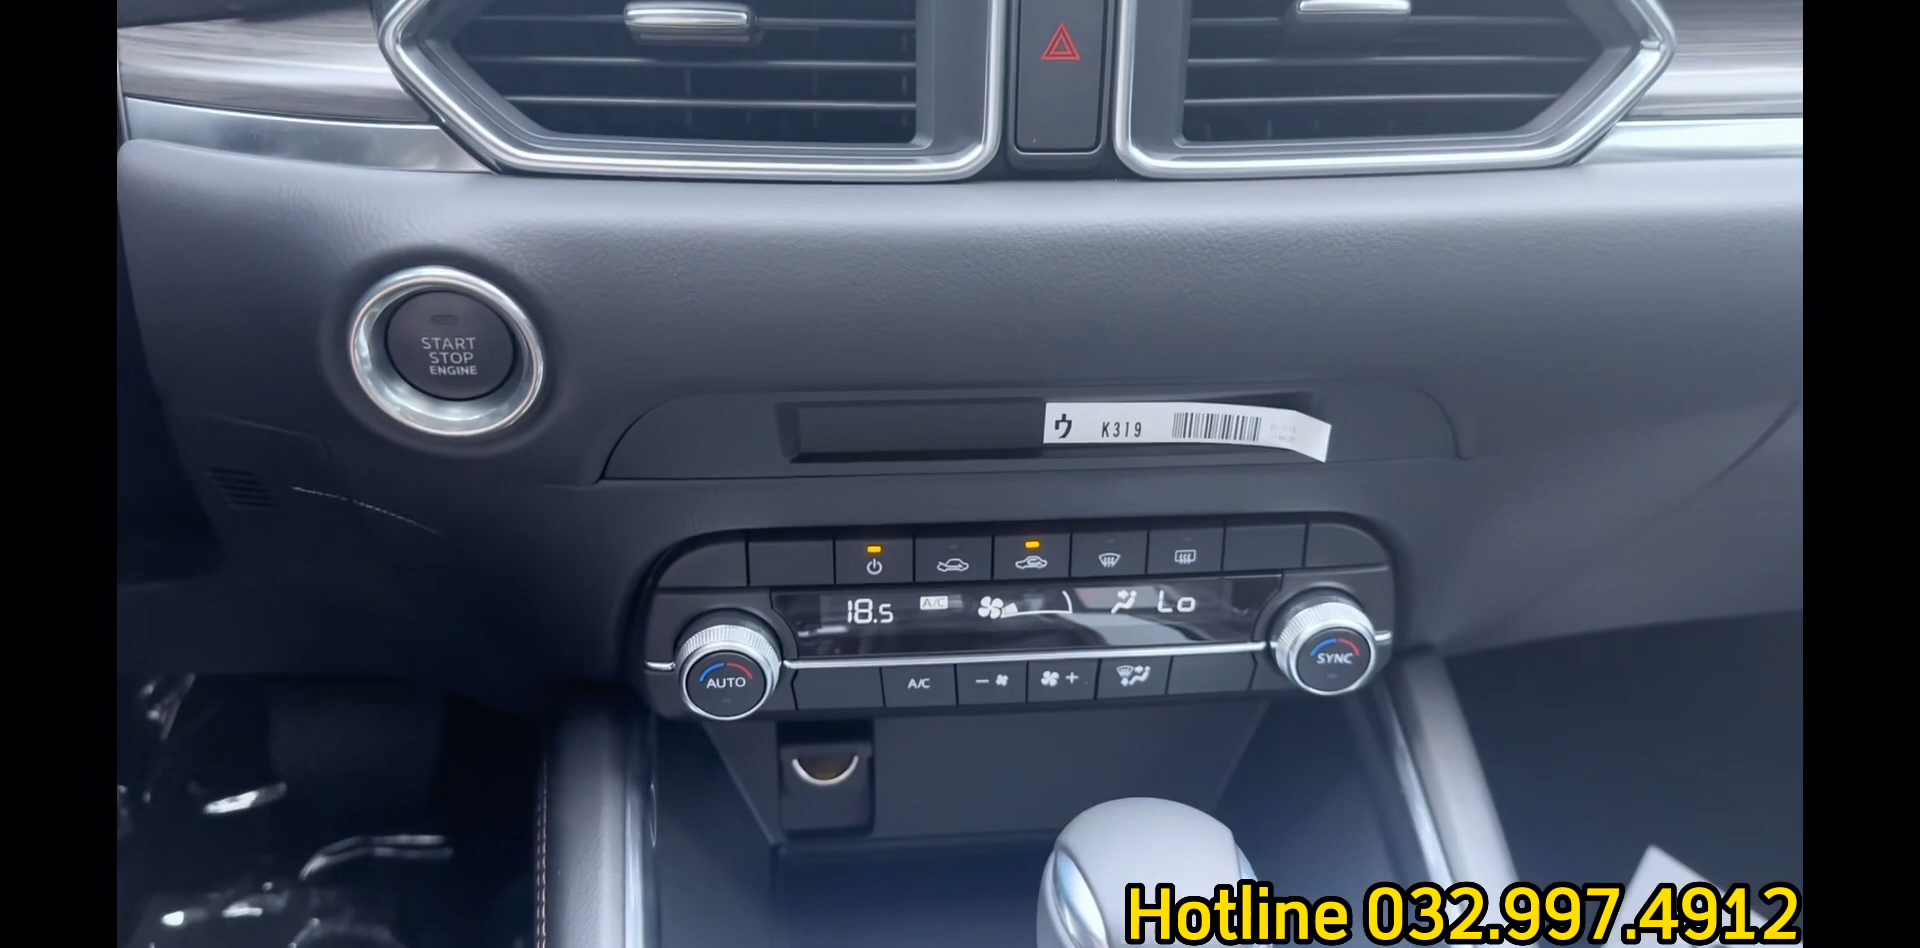 START
STOP
ENGINE
ウ K319
18.5 A/C Lo
AUTO
A/C
SYNC
Hotline 032.997.4912